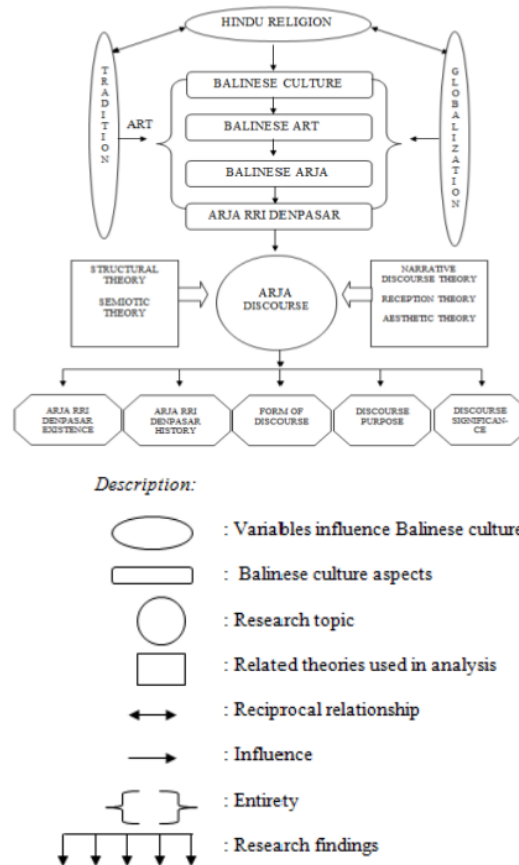 HINDU RELIGION
TRADITION
GLOBALIZATION
ART
BALINESE CULTURE
BALINESE ART
BALINESE ARJA
ARJA RRI DENPASAR
STRUCTURAL
THEORY
SEMIOTIC
THEORY
ARJA
DISCOURSE
NARRATIVE
DISCOURSE THEORY
RECEPTION THEORY
AESTHETIC THEORY
ARJA RRI
DENPASAR
EXISTENCE
ARJA RRI
DENPASAR
HISTORY
FORM OF
DISCOURSE
DISCOURSE
PURPOSE
DISCOURSE
SIGNIFICAN-
CE
Description:
: Variables influence Balinese culture
: Balinese culture aspects
: Research topic
: Related theories used in analysis
: Reciprocal relationship
: Influence
: Entirety
: Research findings